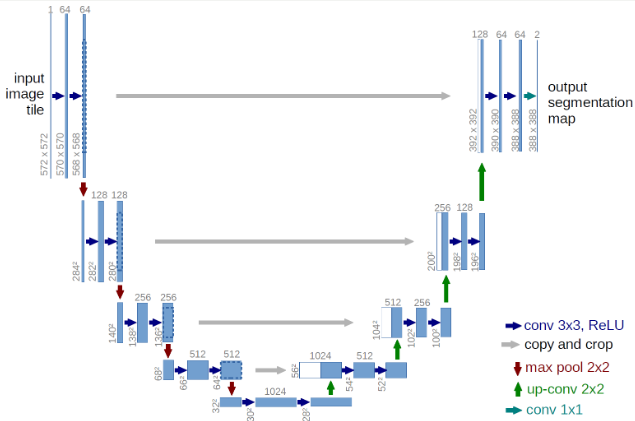 1 64 64
128 64 64 2
input
image
tile
output
segmentation
map
572 x 572
570 x 570
568 x 568
392 x 392
390 x 390
388 x 388
388 x 388
128 128
256 128
284²
282²
280²
200²
198²
196²
256 256
512 256
140²
138²
136²
104²
102²
100²
512 512
1024 512
68²
66²
64²
56²
54²
52²
1024
32²
30²
28²
conv 3x3, ReLU
copy and crop
max pool 2x2
up-conv 2x2
conv 1x1